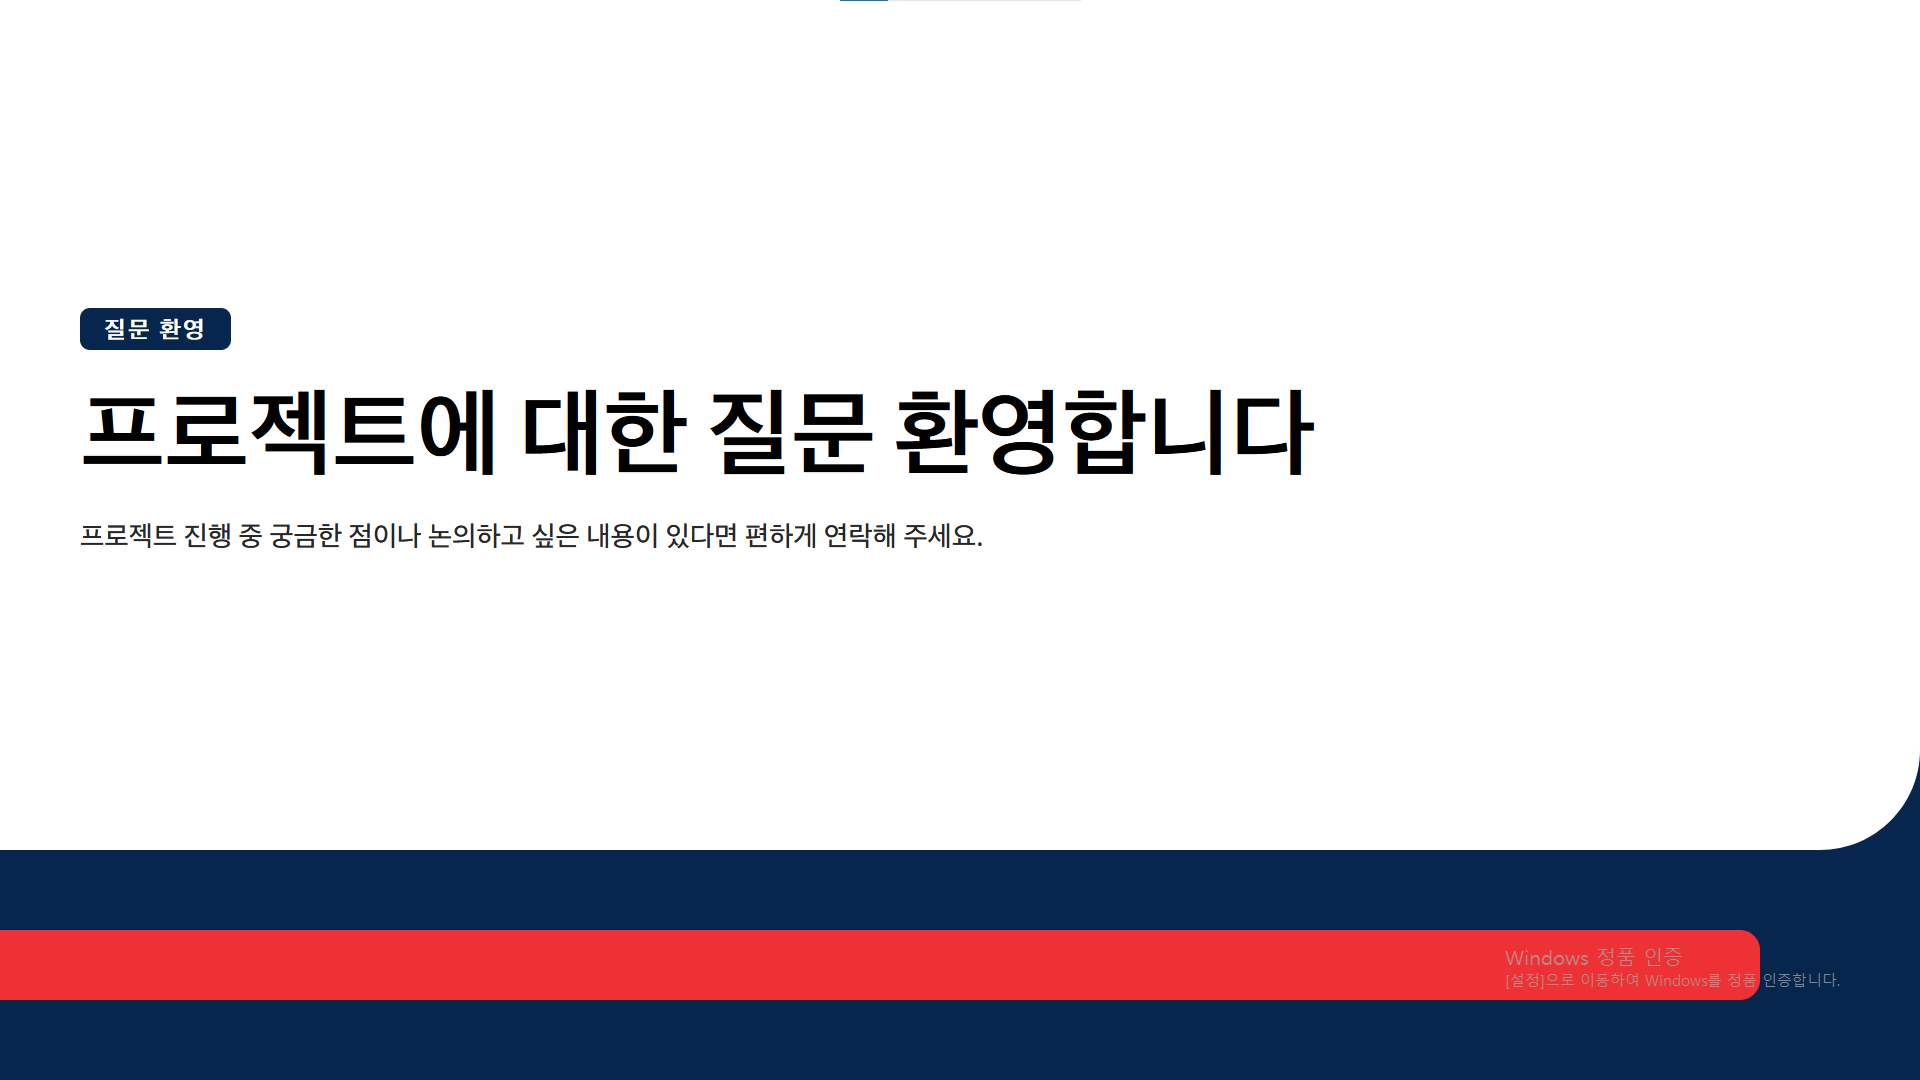 질문 환영
프로젝트에 대한 질문 환영합니다
프로젝트 진행 중 궁금한 점이나 논의하고 싶은 내용이 있다면 편하게 연락해 주세요.
Windows 정품 인증
[설정]으로 이동하여 Windows를 정품 인증합니다.